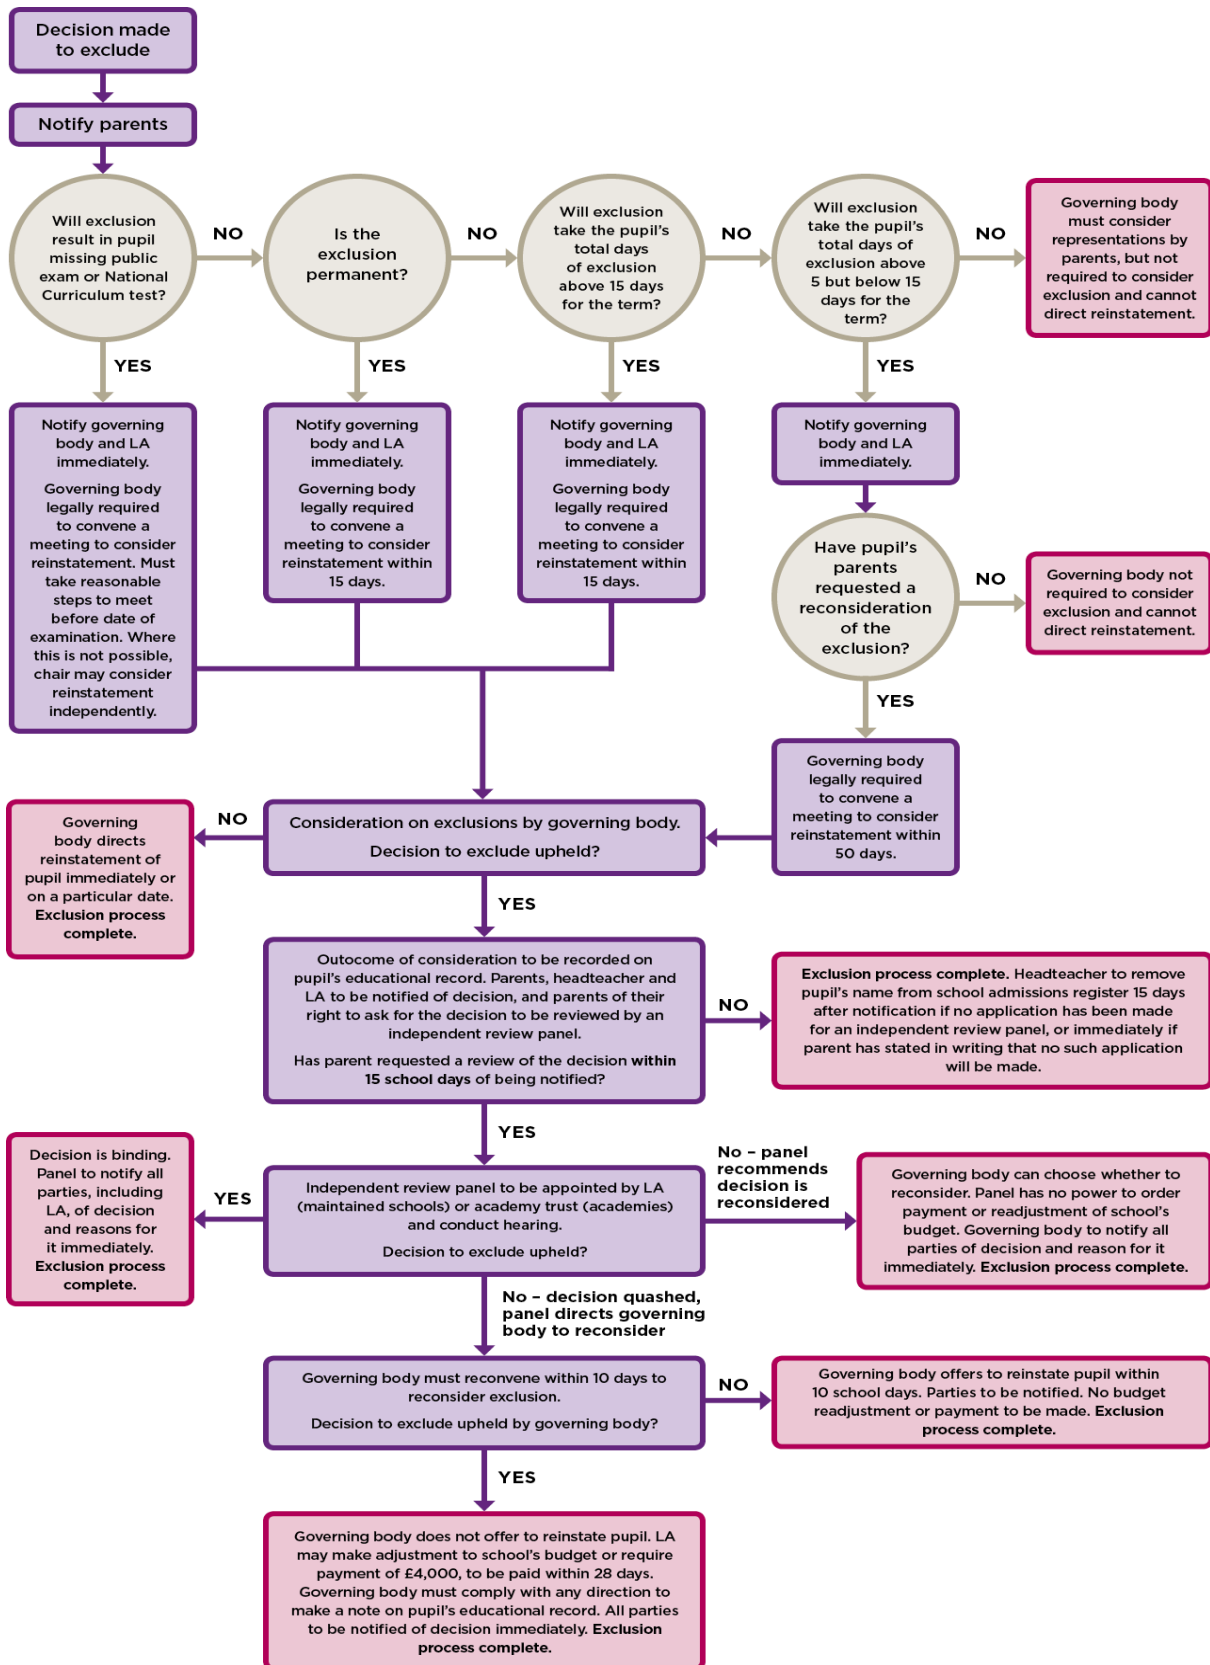 Decision made
to exclude
Notify parents
Will exclusion
result in pupil
missing public
exam or National
Curriculum test?
NO
Is the
exclusion
permanent?
NO
Will exclusion
take the pupil's
total days
of exclusion
above 15 days
for the term?
NO
Will exclusion
take the pupil's
total days of
exclusion above
5 but below 15
days for the
term?
NO
Governing body
must consider
representations by
parents, but not
required to consider
exclusion and cannot
direct reinstatement.
YES
YES
YES
YES
Notify governing
body and LA
immediately.
Governing body
legally required
to convene a
meeting to consider
reinstatement. Must
take reasonable
steps to meet
before date of
examination. Where
this is not possible,
chair may consider
reinstatement
independently.
Notify governing
body and LA
immediately.
Governing body
legally required
to convene a
meeting to consider
reinstatement within
15 days.
Notify governing
body and LA
immediately.
Governing body
legally required
to convene a
meeting to consider
reinstatement within
15 days.
Notify governing
body and LA
immediately.
Have pupil's
parents
requested a
reconsideration
of the
exclusion?
NO
Governing body not
required to consider
exclusion and cannot
direct reinstatement.
YES
Governing body
legally required
to convene a
meeting to consider
reinstatement within
50 days.
Consideration on exclusions by governing body.
Decision to exclude upheld?
NO
Governing
body directs
reinstatement of
pupil immediately or
on a particular date.
Exclusion process
complete.
YES
Outocome of consideration to be recorded on
pupil's educational record. Parents, headteacher and
LA to be notified of decision, and parents of their
right to ask for the decision to be reviewed by an
independent review panel.
Has parent requested a review of the decision within
15 school days of being notified?
NO
Exclusion process complete. Headteacher to remove
pupil's name from school admissions register 15 days
after notification if no application has been made
for an independent review panel, or immediately if
parent has stated in writing that no such application
will be made.
YES
Decision is binding.
Panel to notify all
parties, including
LA, of decision
and reasons for
it immediately.
Exclusion process
complete.
YES
Independent review panel to be appointed by LA
(maintained schools) or academy trust (academies)
and conduct hearing.
Decision to exclude upheld?
No – panel
recommends
decision is
reconsidered
Governing body can choose whether to
reconsider. Panel has no power to order
payment or readjustment of school's
budget. Governing body to notify all
parties of decision and reason for it
immediately. Exclusion process complete.
No – decision quashed,
panel directs governing
body to reconsider
Governing body must reconvene within 10 days to
reconsider exclusion.
Decision to exclude upheld by governing body?
NO
Governing body offers to reinstate pupil within
10 school days. Parties to be notified. No budget
readjustment or payment to be made. Exclusion
process complete.
YES
Governing body does not offer to reinstate pupil. LA
may make adjustment to school's budget or require
payment of £4,000, to be paid within 28 days.
Governing body must comply with any direction to
make a note on pupil's educational record. All parties
to be notified of decision immediately. Exclusion
process complete.